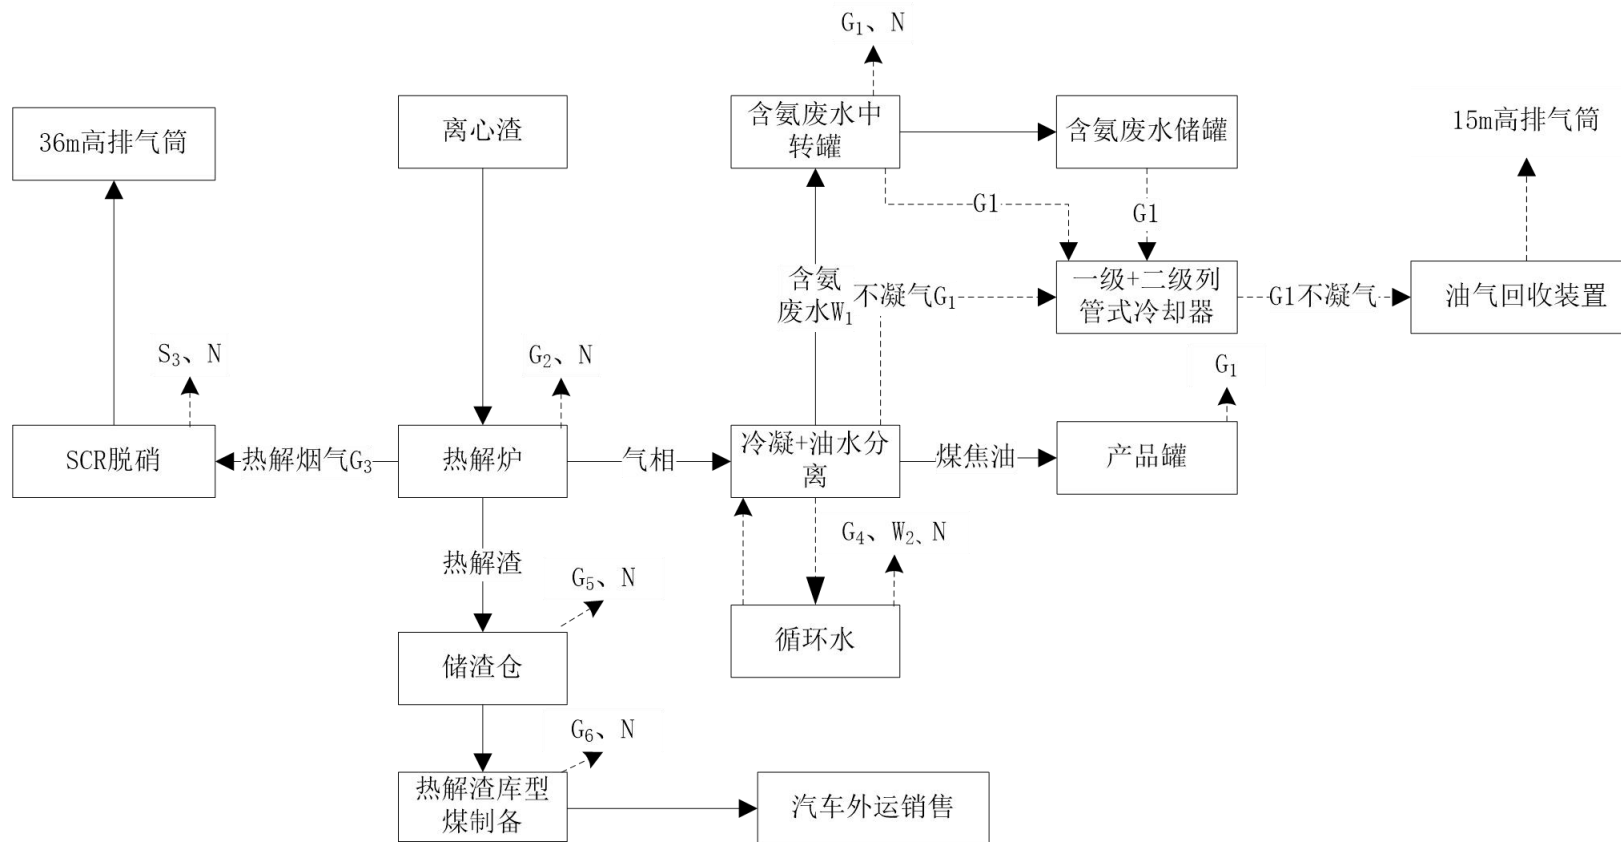 G₁、N
36m高排气筒
离心渣
含氨废水中
转罐
含氨废水储罐
15m高排气筒
G1
G1
含氨
废水W₁
不凝气G₁
一级+二级列
管式冷却器
G1不凝气
油气回收装置
S₃、N
G₂、N
G₁
SCR脱硝
热解烟气G₃
热解炉
气相
冷凝+油水分
离
煤焦油
产品罐
热解渣
G₄、W₂、N
G₅、N
储渣仓
循环水
G₆、N
热解渣库型
煤制备
汽车外运销售